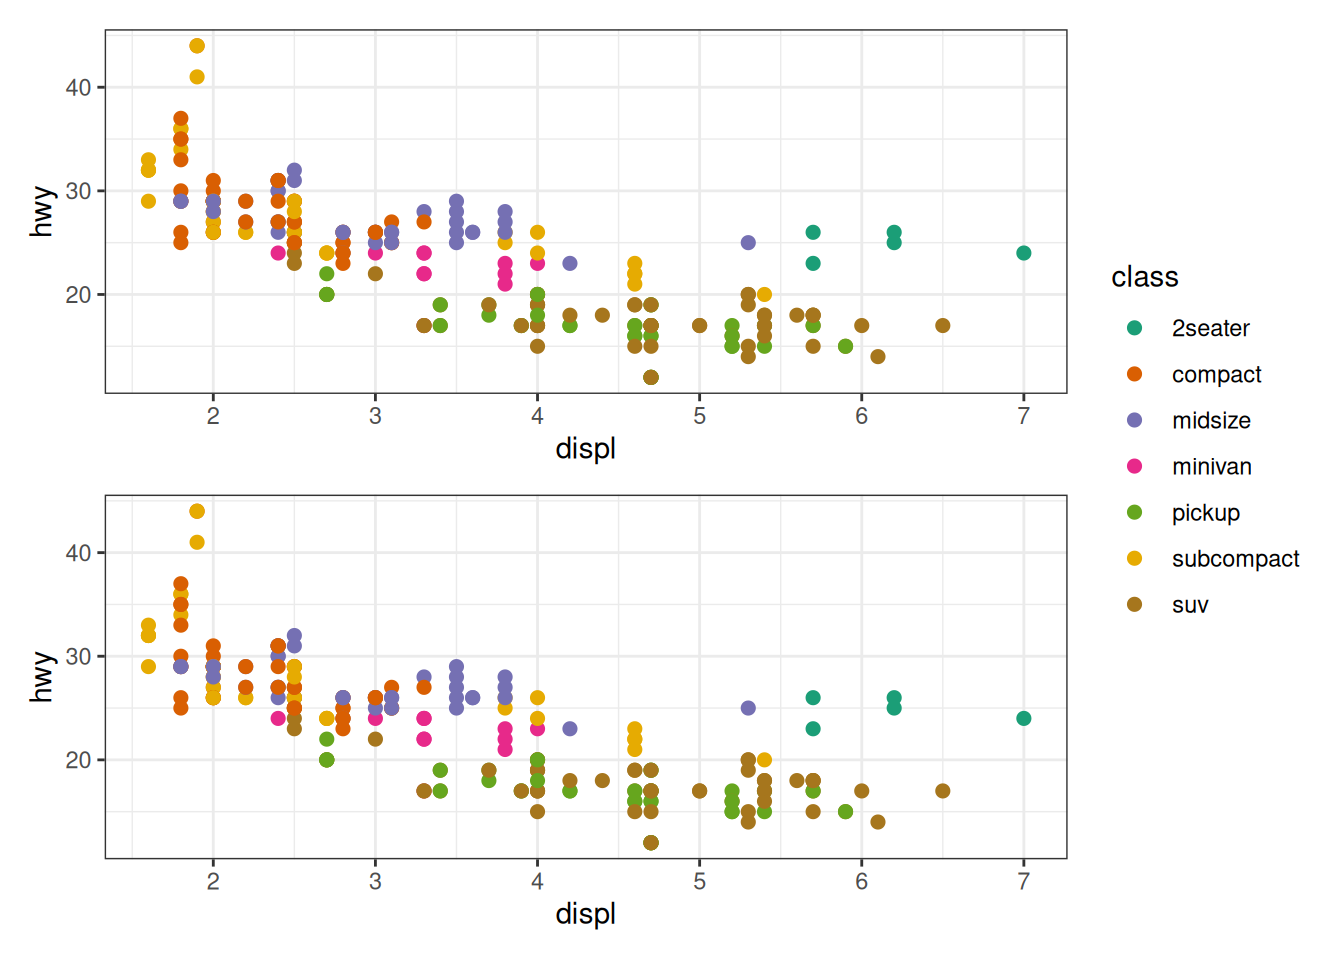 hwy
40
30
20
2 3 4 5 6 7
displ
hwy
40
30
20
2 3 4 5 6 7
displ
class
2seater
compact
midsize
minivan
pickup
subcompact
suv